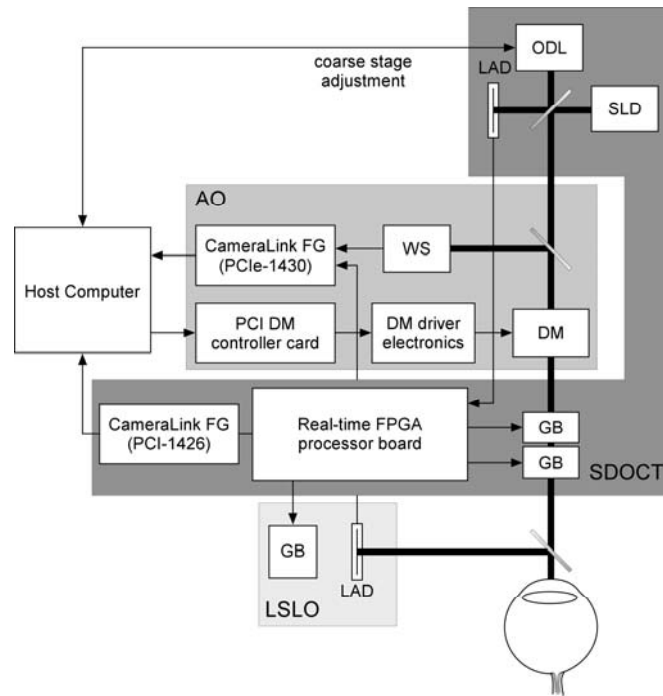 ODL
coarse stage
adjustment
LAD
SLD
AO
CameraLink FG
(PCIe-1430)
WS
Host Computer
PCI DM
controller card
DM driver
electronics
DM
CameraLink FG
(PCI-1426)
Real-time FPGA
processor board
GB
GB
SDOCT
GB
LAD
LSLO